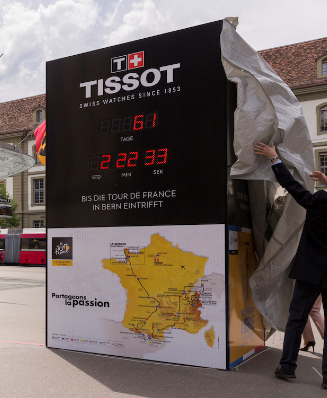 T+
TISSOT
SWISS WATCHES SINCE 1853
61
TAGE
2 22 33
STD MIN SEK
BIS DIE TOUR DE FRANCE
IN BERN EINTRIFFT
Partageons
la passion